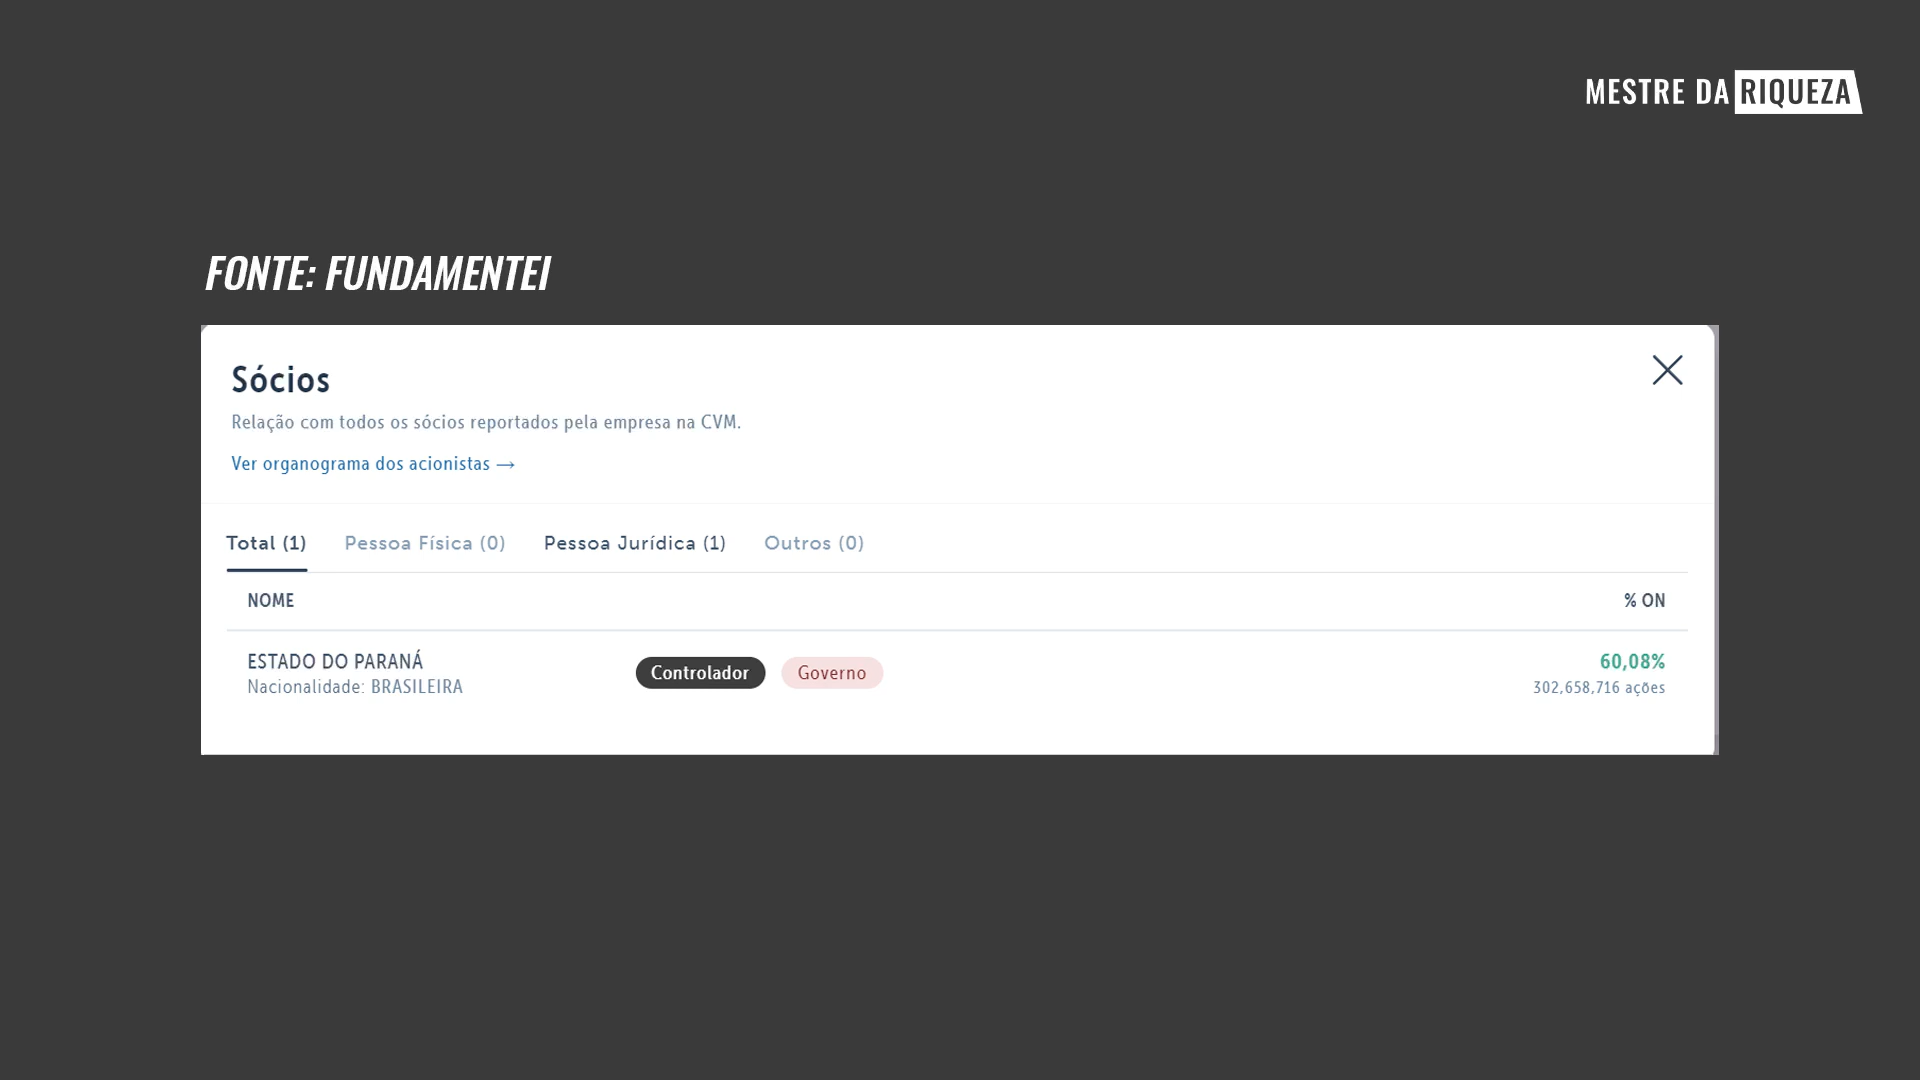 MESTRE DA RIQUEZA
FONTE: FUNDAMENTEI
Sócios
Relação com todos os sócios reportados pela empresa na CVM.
Ver organograma dos acionistas →
Total (1) Pessoa Física (0) Pessoa Jurídica (1) Outros (0)
NOME % ON
ESTADO DO PARANÁ Controlador Governo 60,08%
Nacionalidade: BRASILEIRA 302,658,716 ações